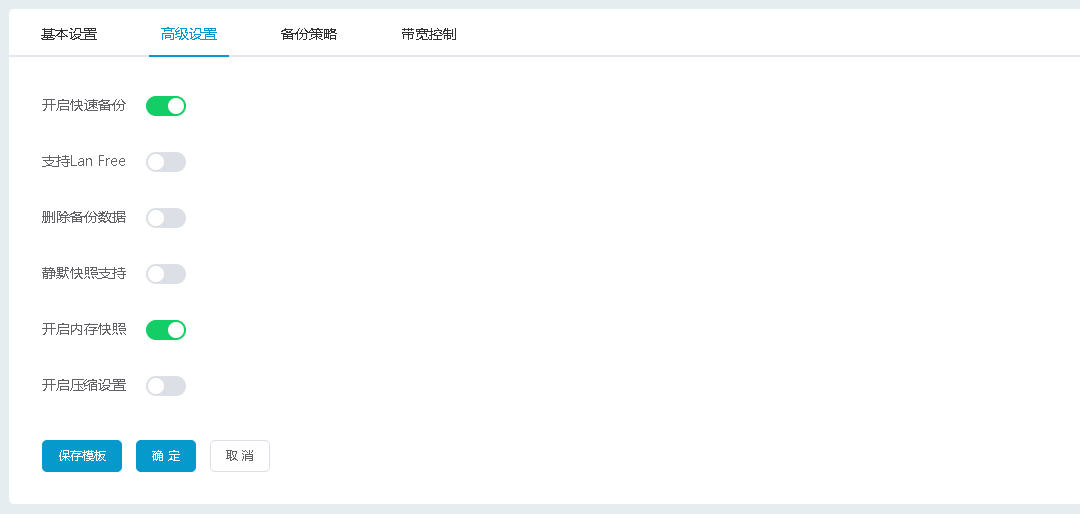 基本设置 高级设置 备份策略 带宽控制
开启快速备份
支持Lan Free
删除备份数据
静默快照支持
开启内存快照
开启压缩设置
保存模板 确 定 取 消